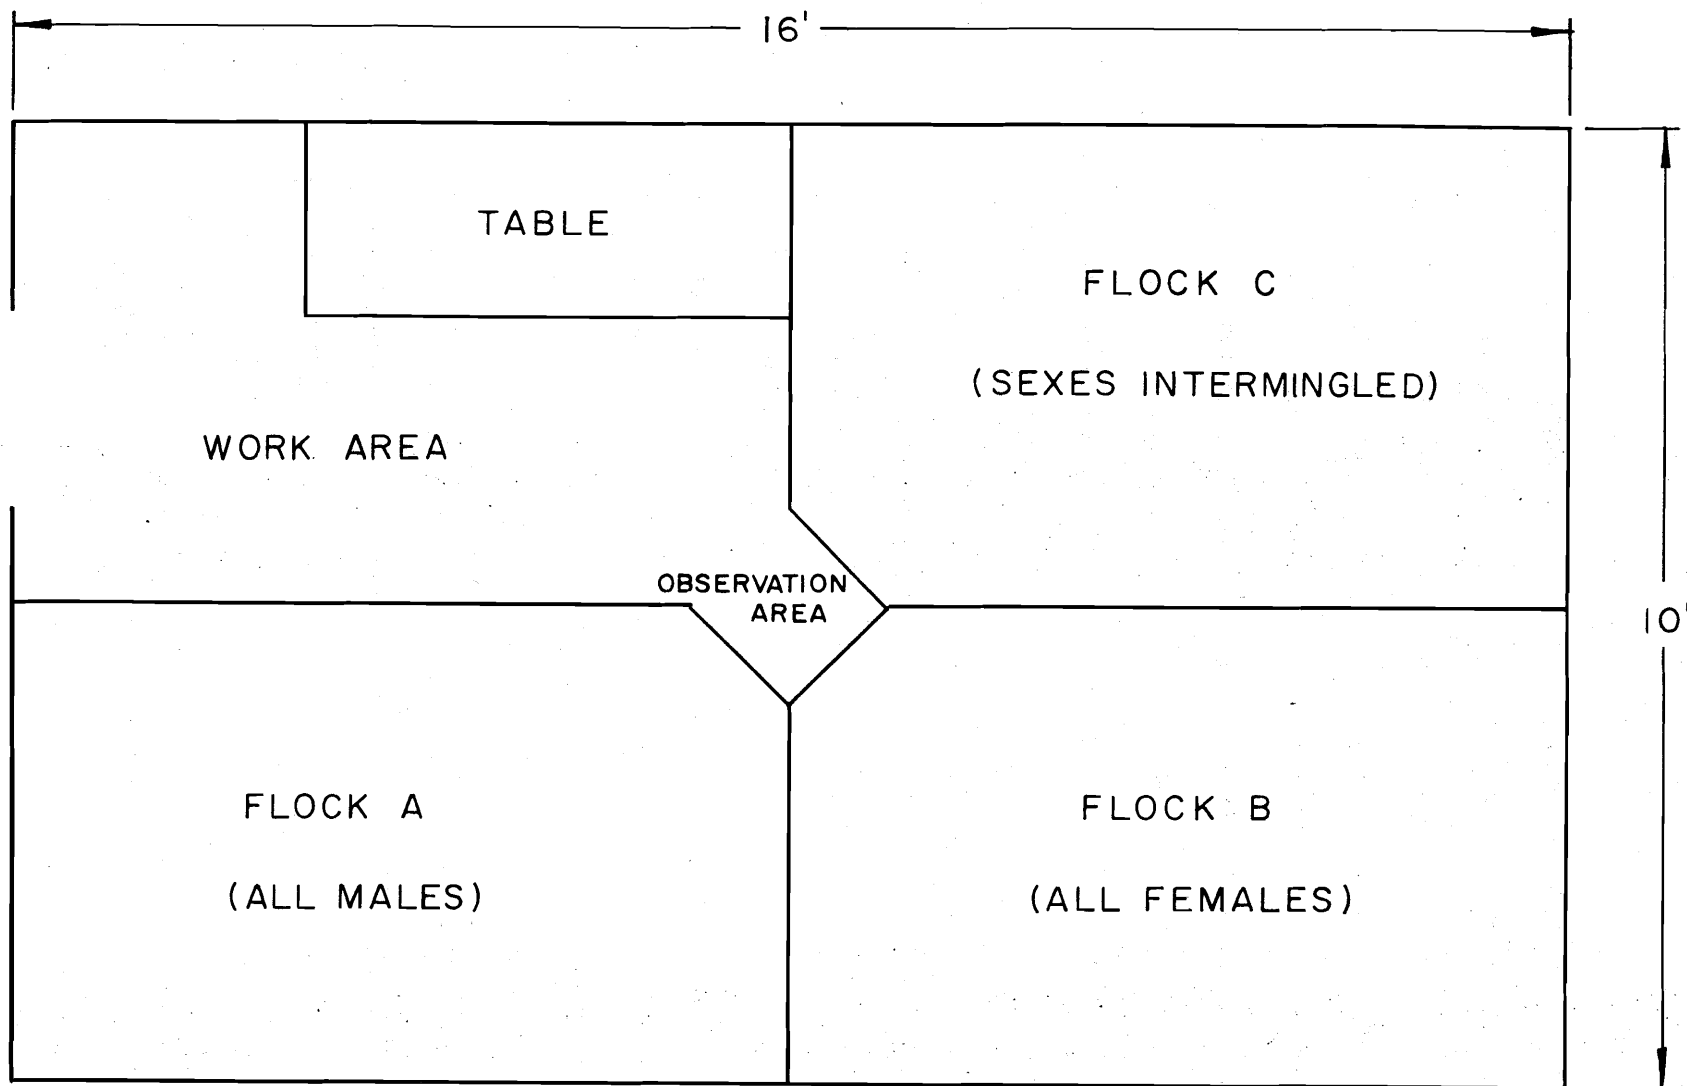 16'
TABLE
FLOCK C
(SEXES INTERMINGLED)
WORK AREA
OBSERVATION
AREA
10'
FLOCK A
(ALL MALES)
FLOCK B
(ALL FEMALES)